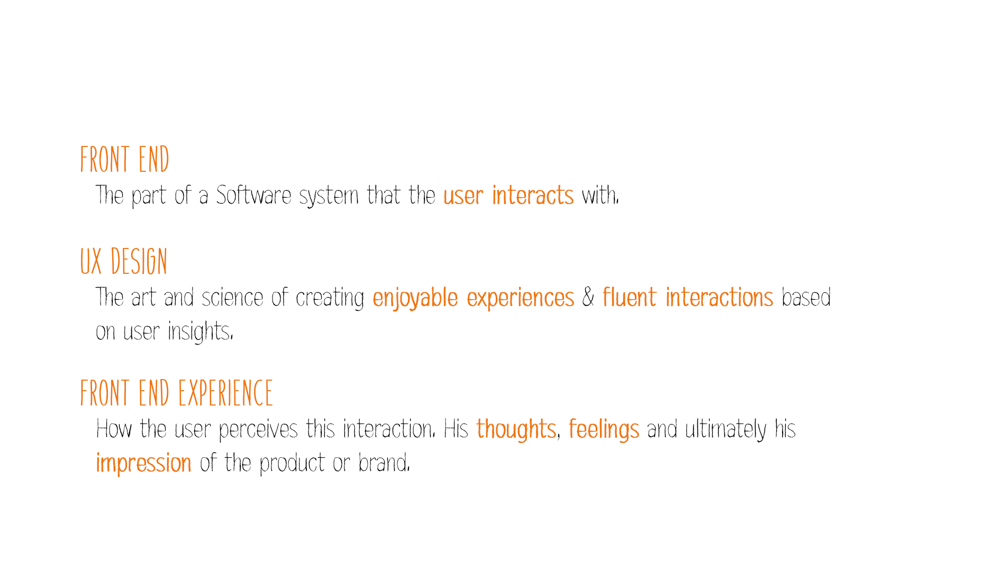 FRONT END
The part of a Software system that the user interacts with.
UX DESIGN
The art and science of creating enjoyable experiences & fluent interactions based
on user insights.
FRONT END EXPERIENCE
How the user perceives this interaction. His thoughts, feelings and ultimately his
impression of the product or brand.